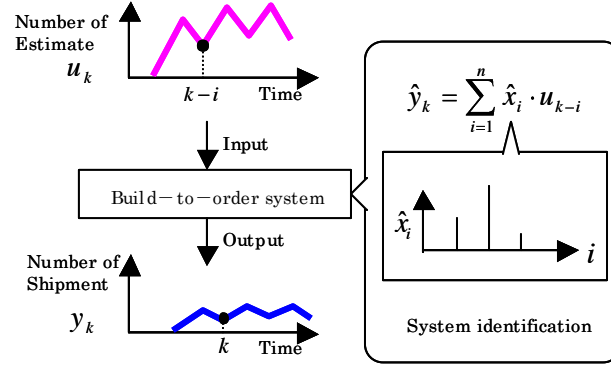 Number of
Estimate
u_k
k-i
Time
Input
Build-to-order system
Output
Number of
Shipment
y_k
k
Time
ŷ_k = ∑_{i=1}^{n} x̂_i · u_{k-i}
x̂_i
i
System identification